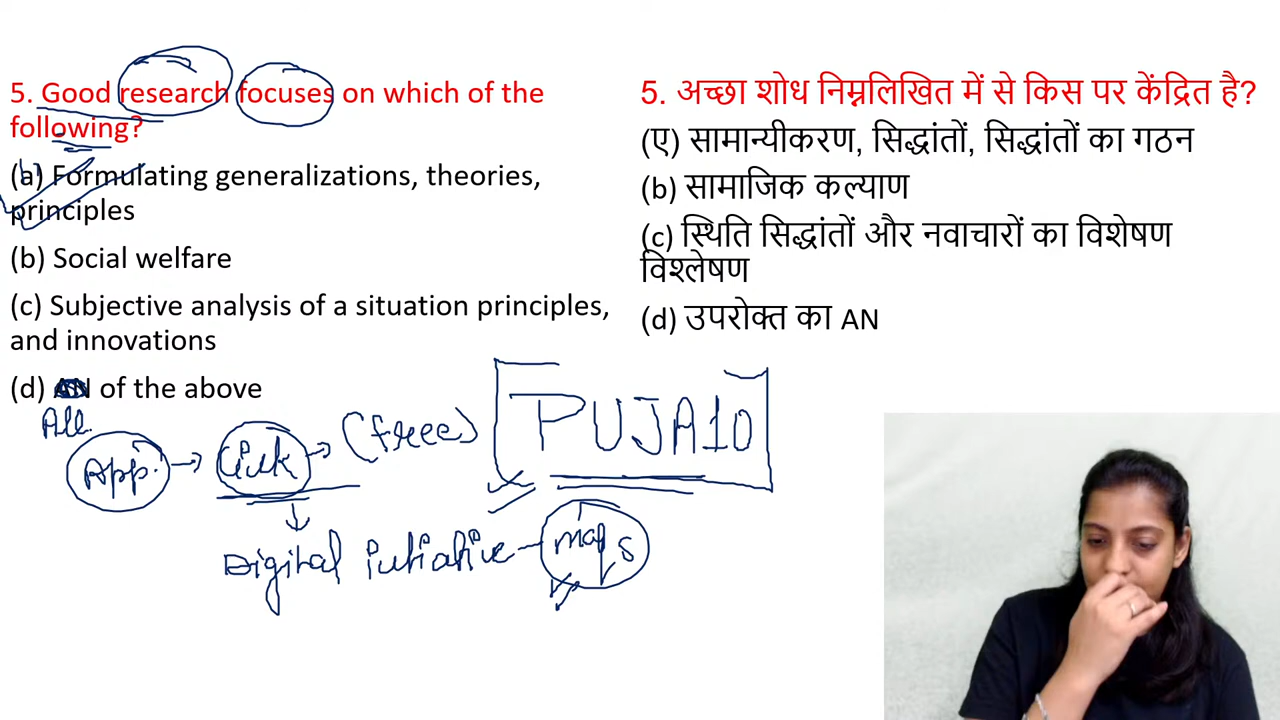 5. Good research focuses on which of the
following?
(a) Formulating generalizations, theories,
principles
(b) Social welfare
(c) Subjective analysis of a situation principles,
and innovations
(d) AN of the above
All.
App. → Link → (free)
PUJA10
Digital initiative - maps
5. अच्छा शोध निम्नलिखित में से किस पर केंद्रित है?
(ए) सामान्यीकरण, सिद्धांतों, सिद्धांतों का गठन
(b) सामाजिक कल्याण
(c) स्थिति सिद्धांतों और नवाचारों का विशेषण
विश्लेषण
(d) उपरोक्त का AN